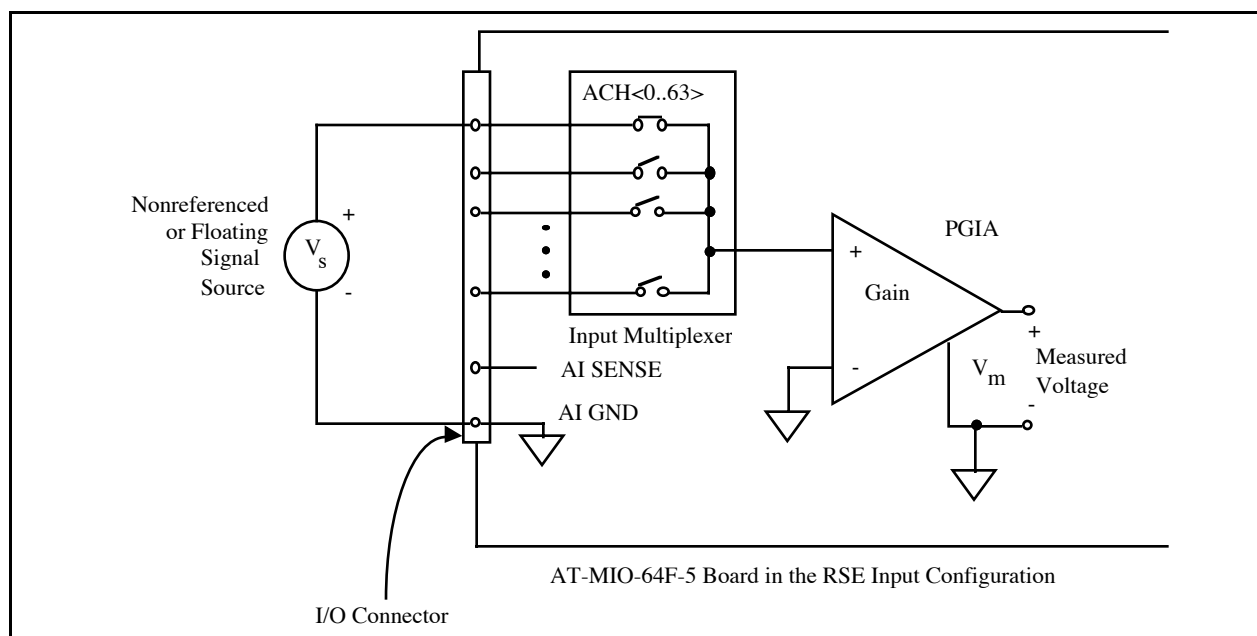 ACH<0..63>
Nonreferenced
or Floating
Signal
Source
+
V
s
-
+
Gain
-
PGIA
Input Multiplexer
+
V
m
-
Measured
Voltage
AI SENSE
AI GND
AT-MIO-64F-5 Board in the RSE Input Configuration
I/O Connector